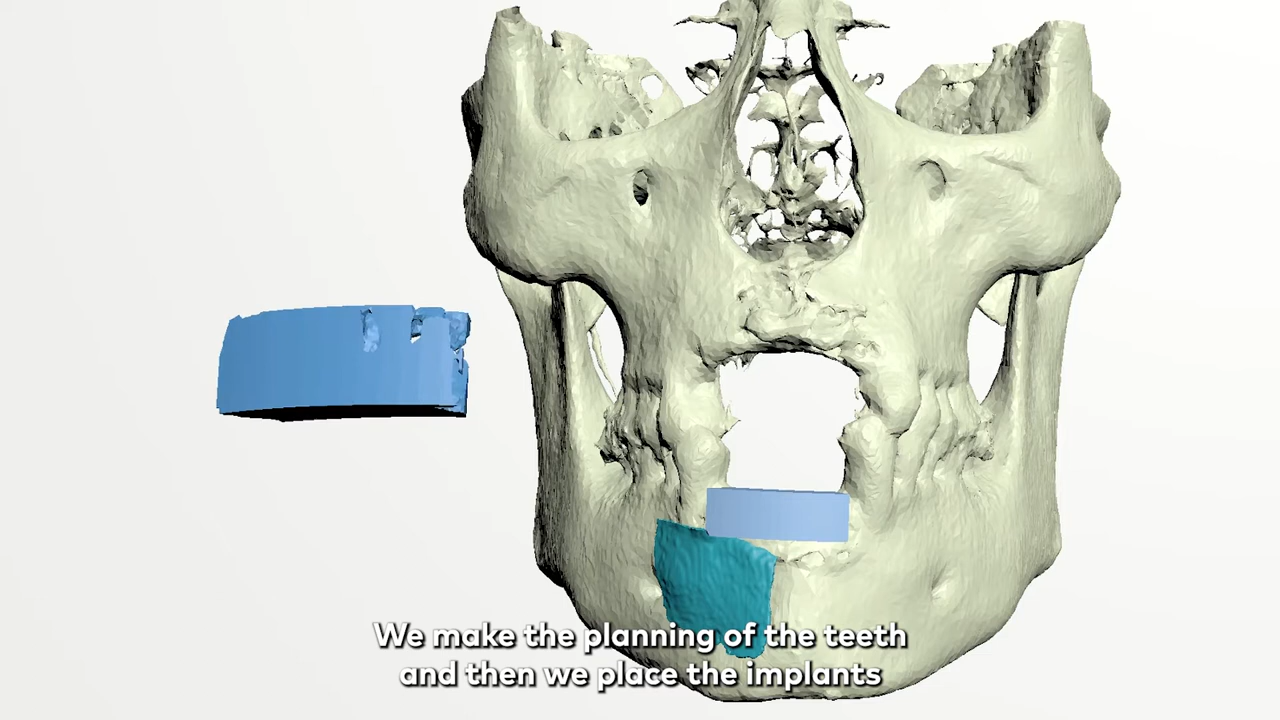 We make the planning of the teeth
and then we place the implants